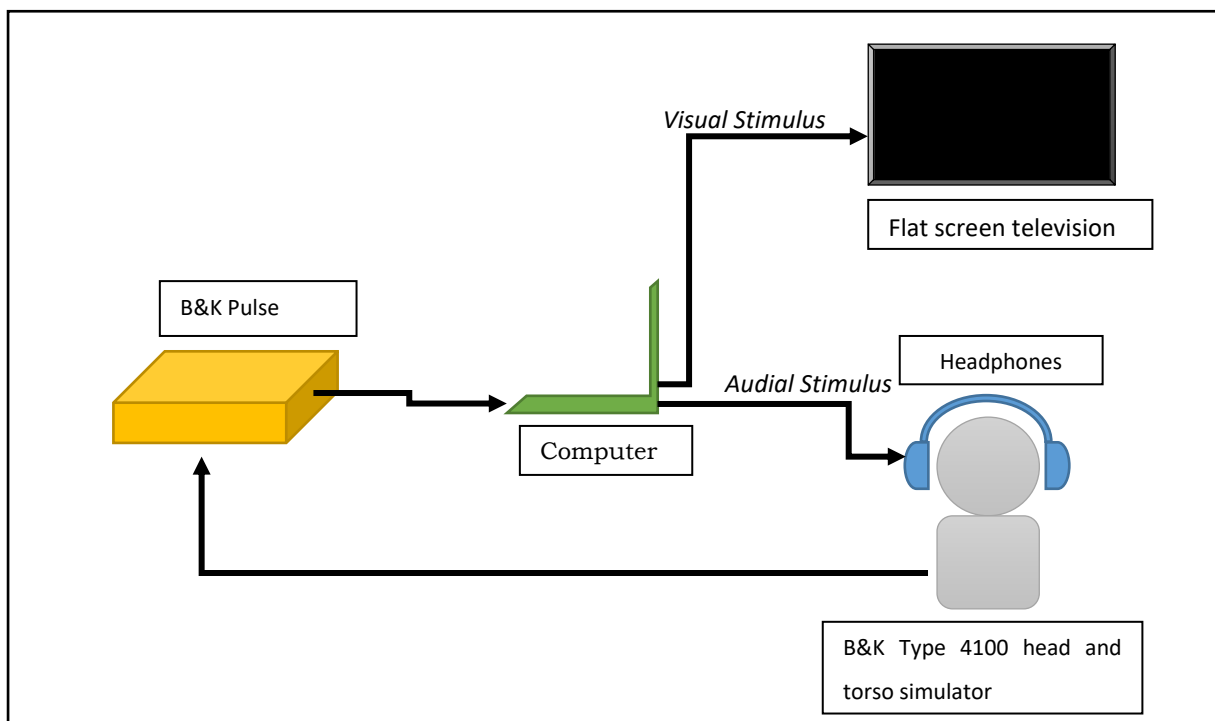 Visual Stimulus
Flat screen television
B&K Pulse
Headphones
Audial Stimulus
Computer
B&K Type 4100 head and
torso simulator